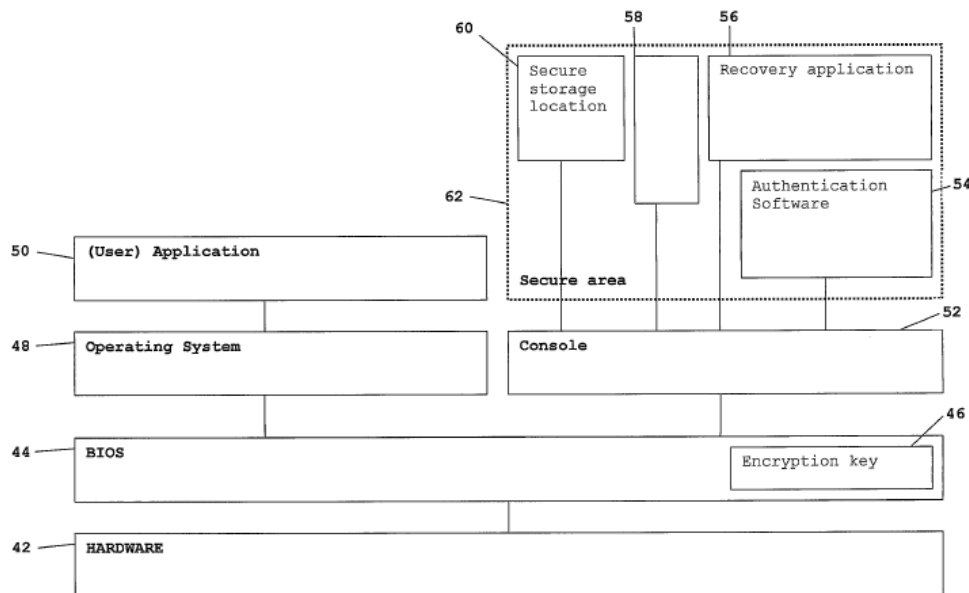 58
56
60
Secure
storage
location
Recovery application
54
Authentication
Software
62
50
(User) Application
Secure area
52
48
Operating System
Console
46
44
BIOS
Encryption key
42
HARDWARE